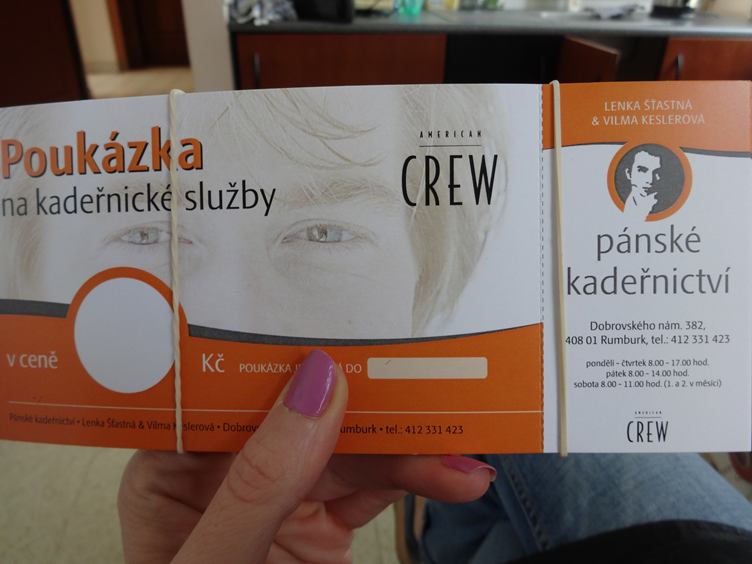 Poukázka
na kadeřnické služby
AMERICAN
CREW
v ceně
Kč
POUKÁZKA DO
Pánské kadeřnictví • Lenka Šťastná & Vilma Keslerová • Rumburk • tel.: 412 331 423
LENKA ŠŤASTNÁ
& VILMA KESLEROVÁ
pánské
kadeřnictví
Dobrovského nám. 382,
408 01 Rumburk, tel.: 412 331 423
pondělí - čtvrtek 8.00 - 17.00 hod.
pátek 8.00 - 14.00 hod.
sobota 8.00 - 11.00 hod. (1. a 2. v měsíci)
AMERICAN
CREW